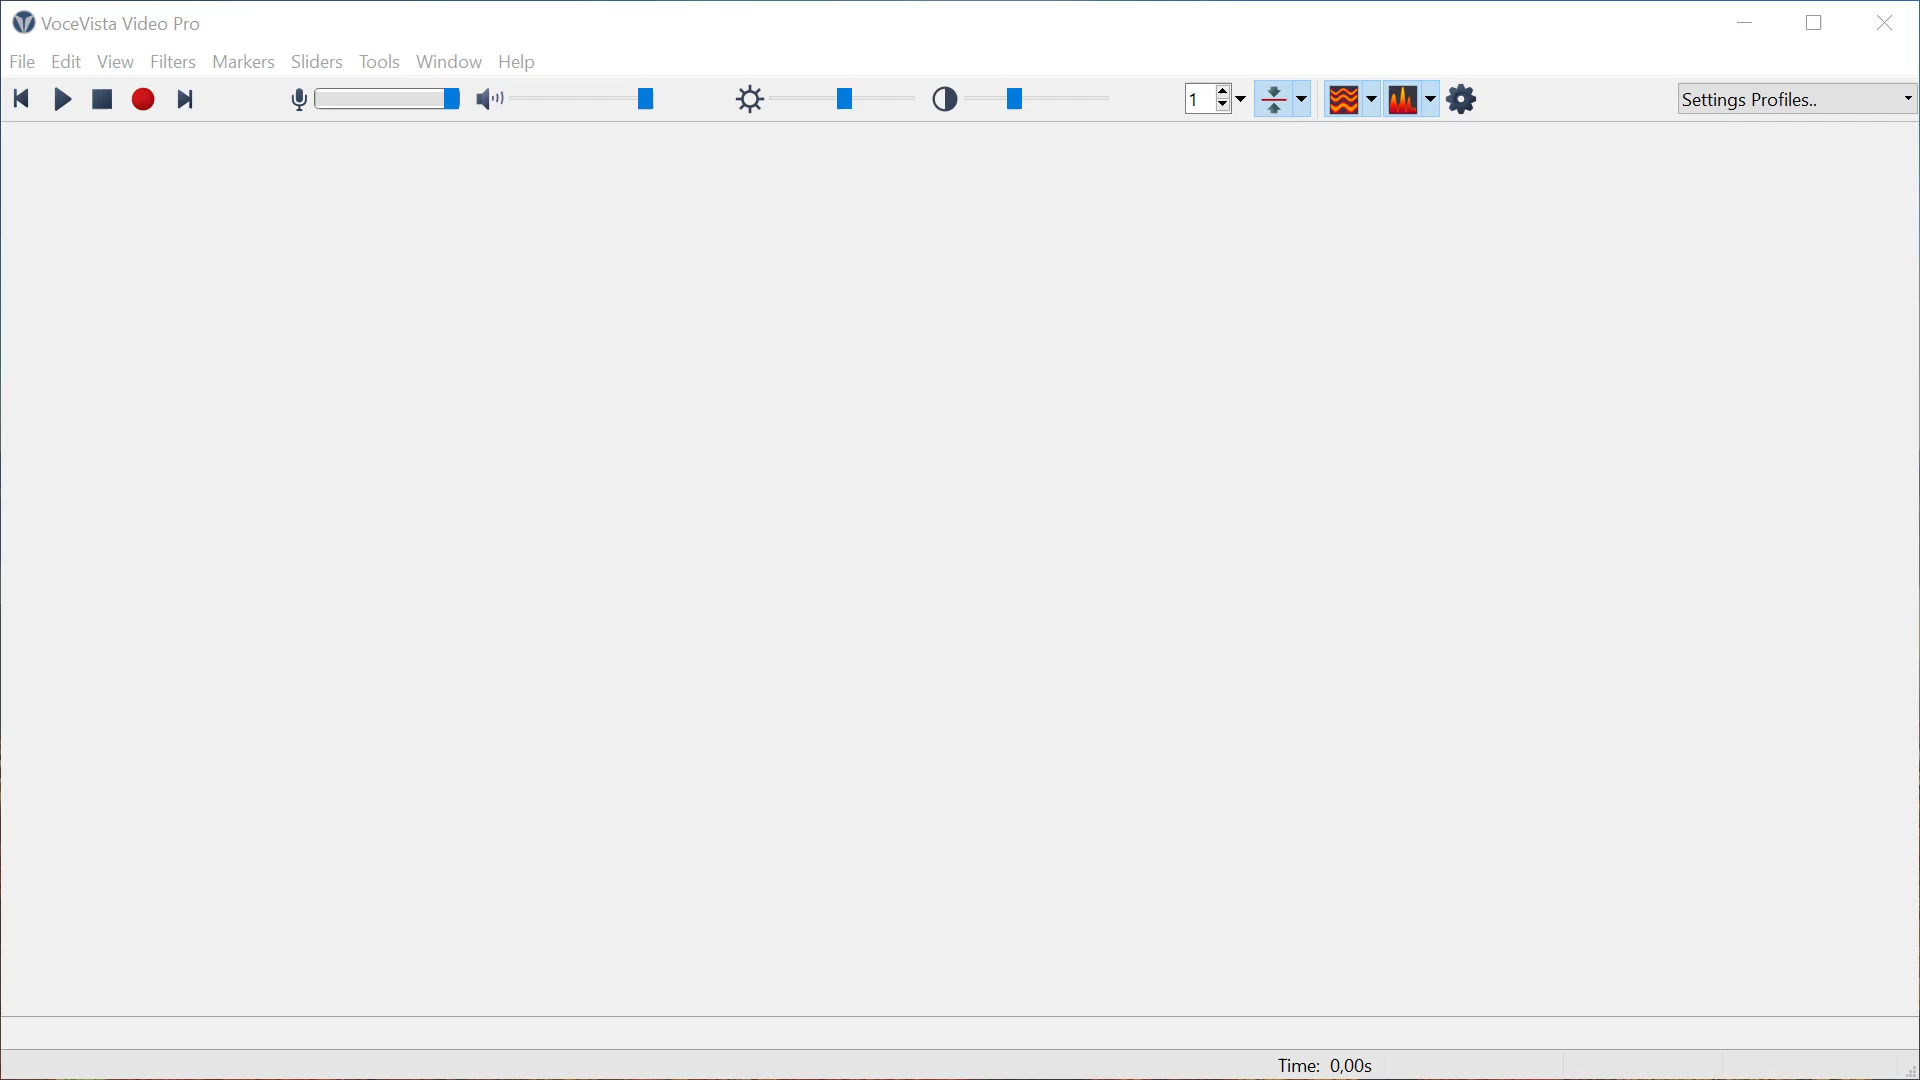 VoceVista Video Pro
File Edit View Filters Markers Sliders Tools Window Help
1 Settings Profiles..
Time: 0,00s